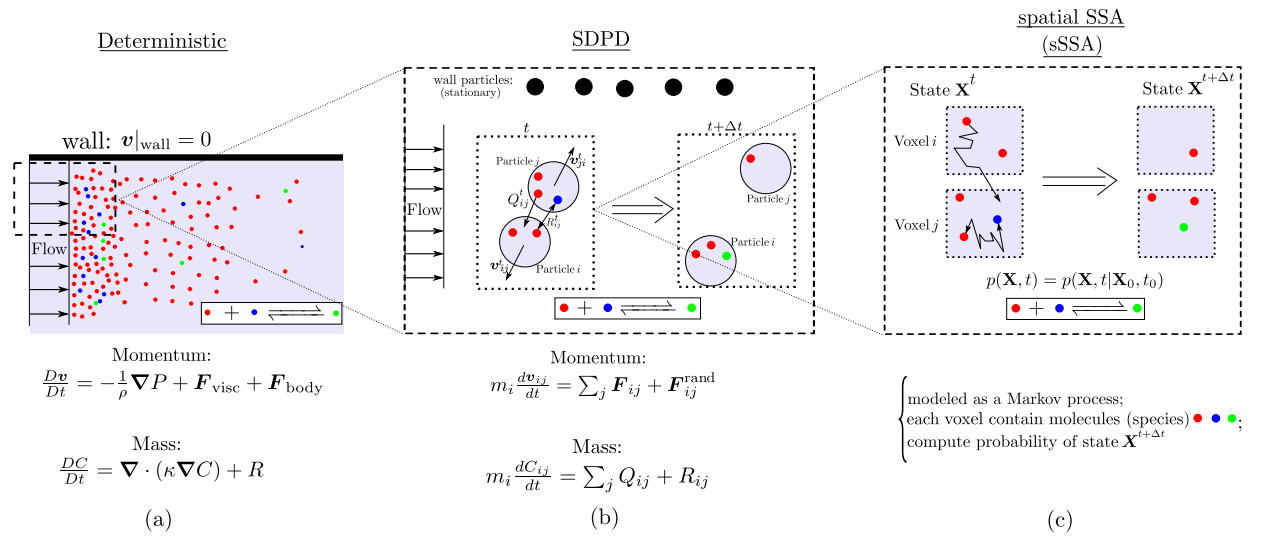 Deterministic
wall: 𝒗|wall = 0
Flow
+ ⇌
Momentum:
D𝒗/Dt = −1/ρ ∇P + F_visc + F_body
Mass:
DC/Dt = ∇ · (κ∇C) + R
(a)
SDPD
wall particles:
(stationary)
t
t+Δt
Particle j
v^t_ji
Q^t_ij
R^t_ij
v^t_ij
Particle i
Flow
Particle j
Particle i
+ ⇌
Momentum:
m_i d𝒗_ij/dt = ∑_j F_ij + F^rand_ij
Mass:
m_i dC_ij/dt = ∑_j Q_ij + R_ij
(b)
spatial SSA
(sSSA)
State X^t
State X^{t+Δt}
Voxel i
Voxel j
p(X, t) = p(X, t|X_0, t_0)
+ ⇌
modeled as a Markov process;
each voxel contain molecules (species) ;
compute probability of state X^{t+Δt}
(c)